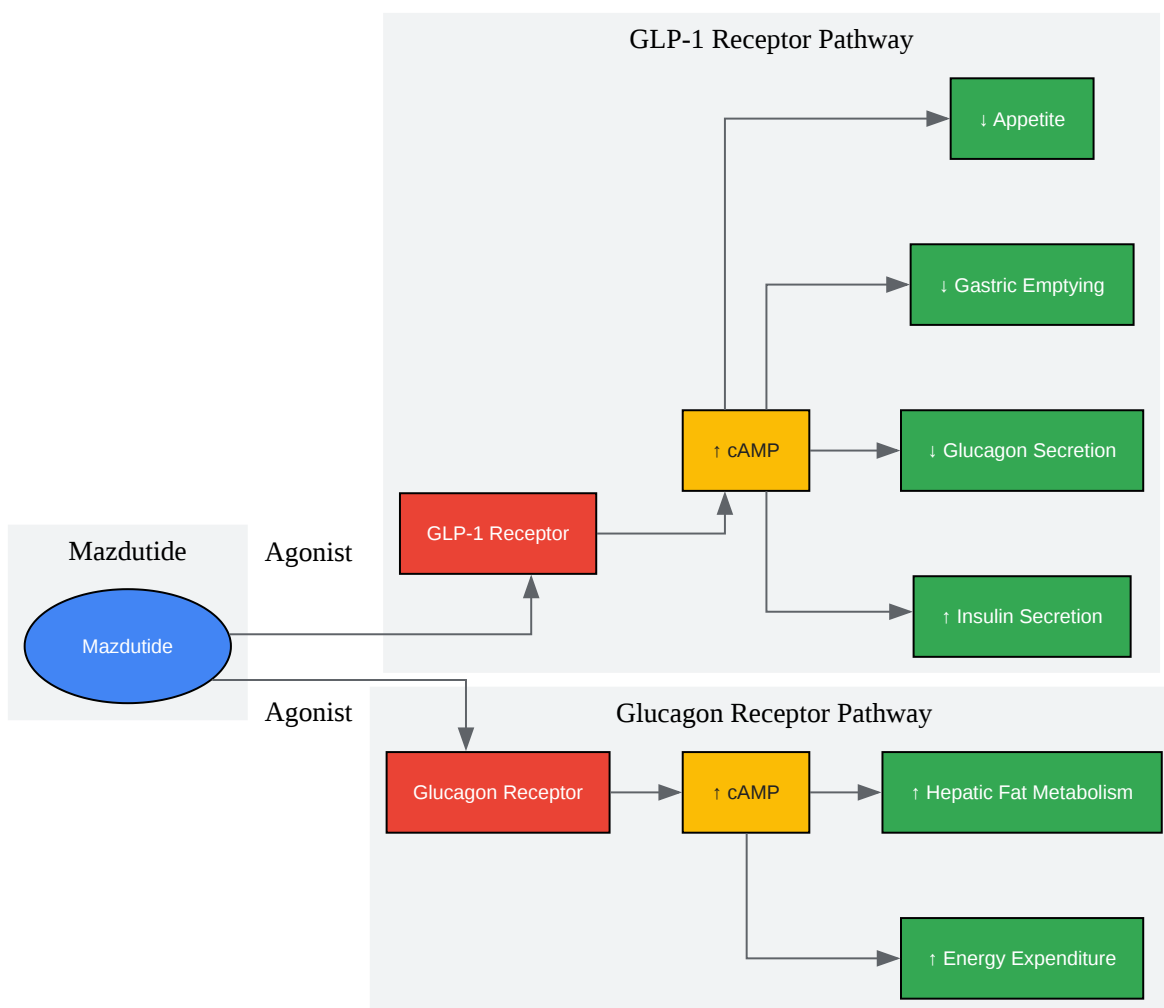 GLP-1 Receptor Pathway
↓ Appetite
↓ Gastric Emptying
↑ cAMP
↓ Glucagon Secretion
GLP-1 Receptor
Mazdutide
Agonist
↑ Insulin Secretion
Mazdutide
Agonist
Glucagon Receptor Pathway
Glucagon Receptor
↑ cAMP
↑ Hepatic Fat Metabolism
↑ Energy Expenditure